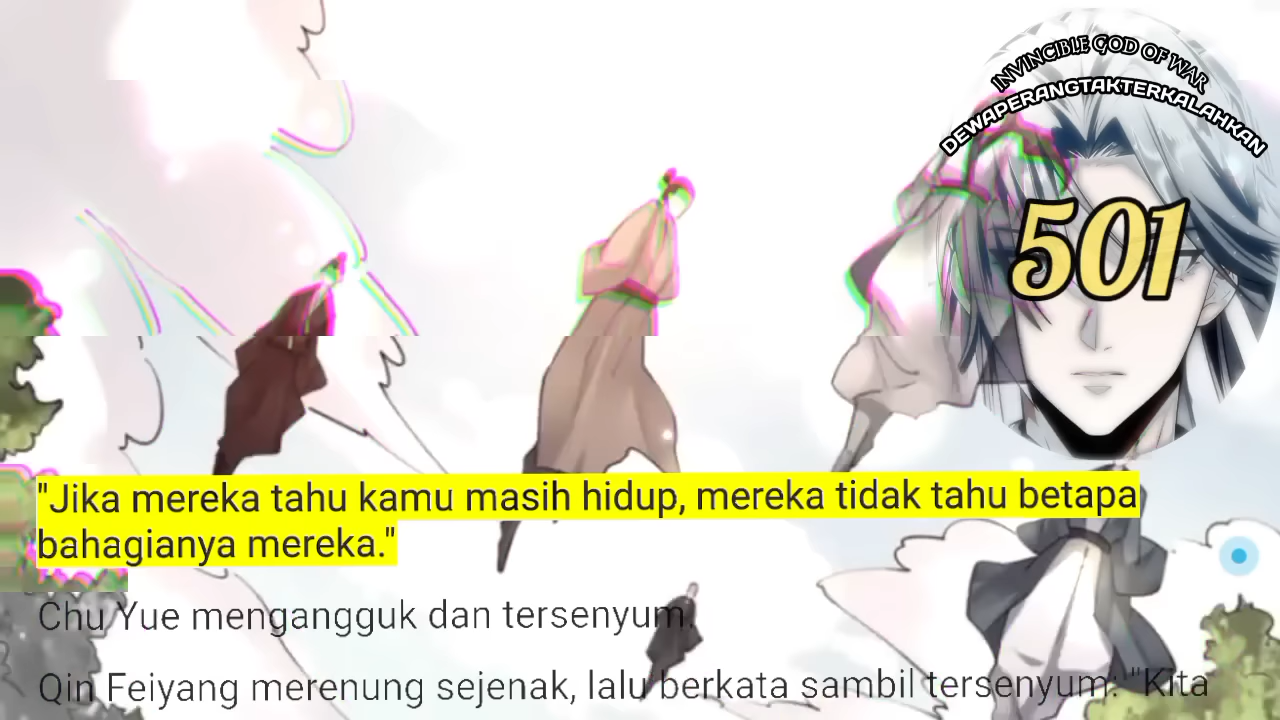 INVINCIBLE GOD OF WAR
DEWAPERANGTAKTERKALAHKAN
501
"Jika mereka tahu kamu masih hidup, mereka tidak tahu betapa
bahagianya mereka."
Chu Yue mengangguk dan tersenyum.
Qin Feiyang merenung sejenak, lalu berkata sambil tersenyum: "Kita